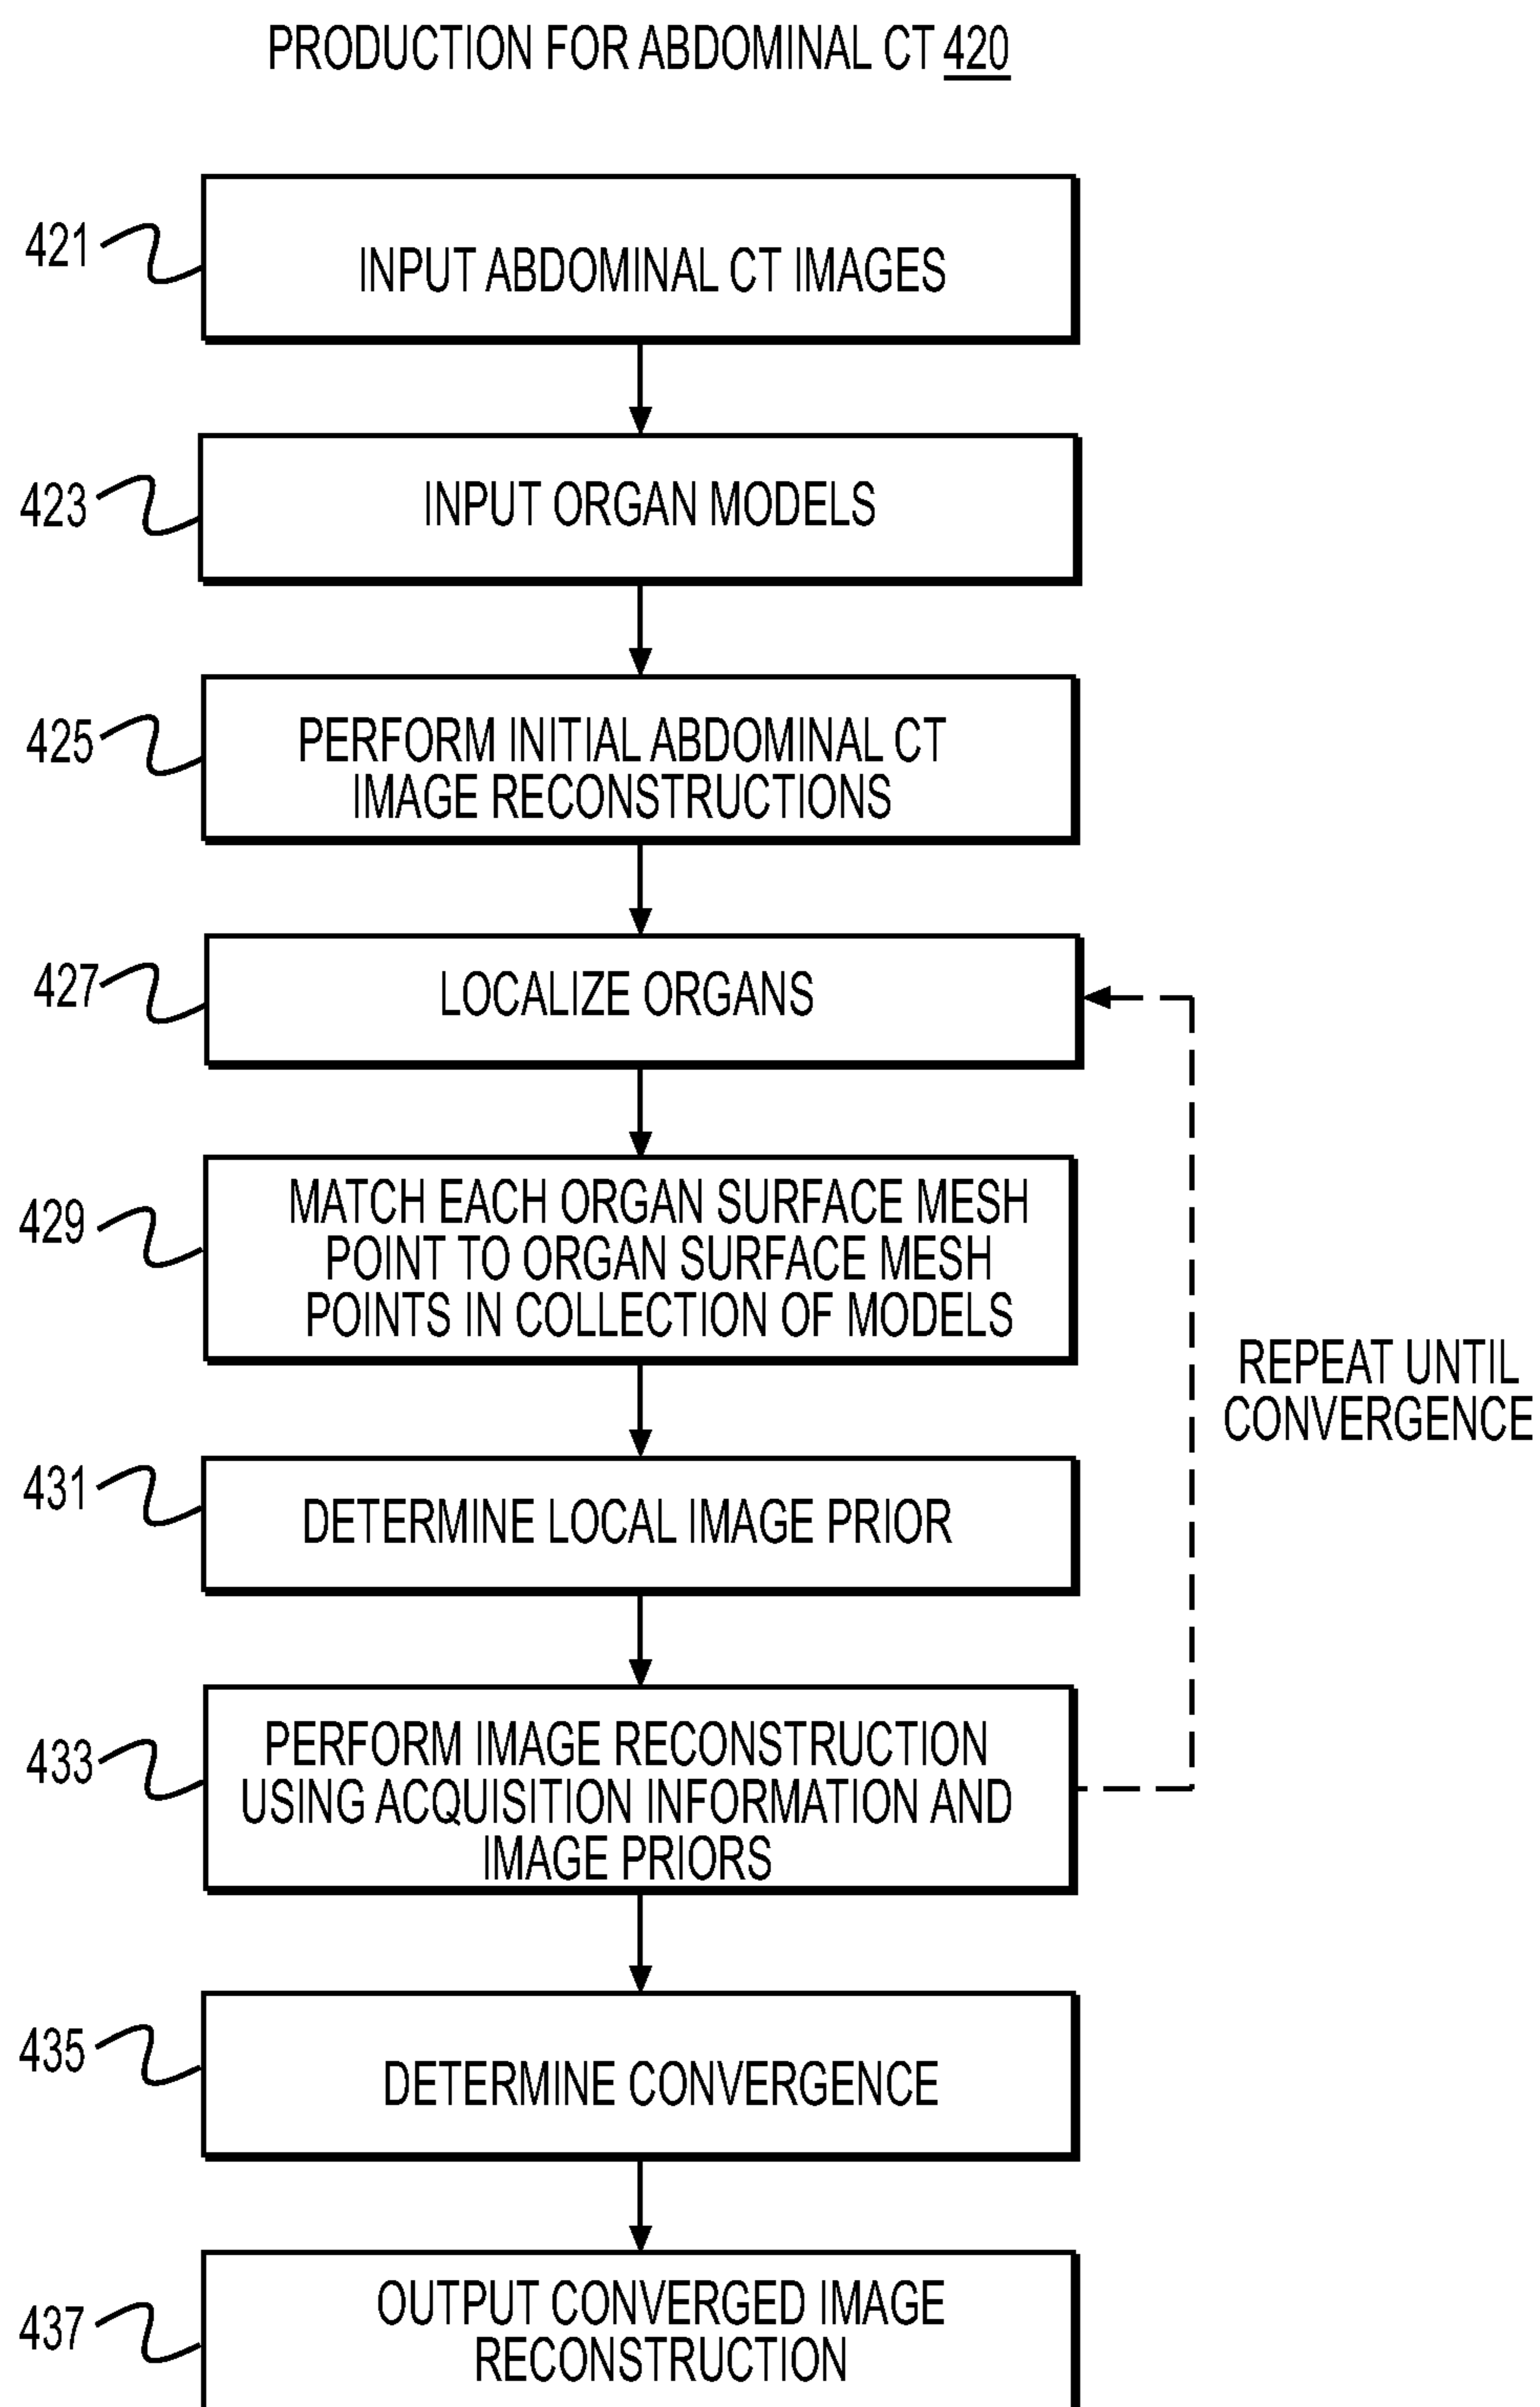 PRODUCTION FOR ABDOMINAL CT 420
421
INPUT ABDOMINAL CT IMAGES
423
INPUT ORGAN MODELS
425
PERFORM INITIAL ABDOMINAL CT
IMAGE RECONSTRUCTIONS
427
LOCALIZE ORGANS
429
MATCH EACH ORGAN SURFACE MESH
POINT TO ORGAN SURFACE MESH
POINTS IN COLLECTION OF MODELS
REPEAT UNTIL
CONVERGENCE
431
DETERMINE LOCAL IMAGE PRIOR
433
PERFORM IMAGE RECONSTRUCTION
USING ACQUISITION INFORMATION AND
IMAGE PRIORS
435
DETERMINE CONVERGENCE
437
OUTPUT CONVERGED IMAGE
RECONSTRUCTION